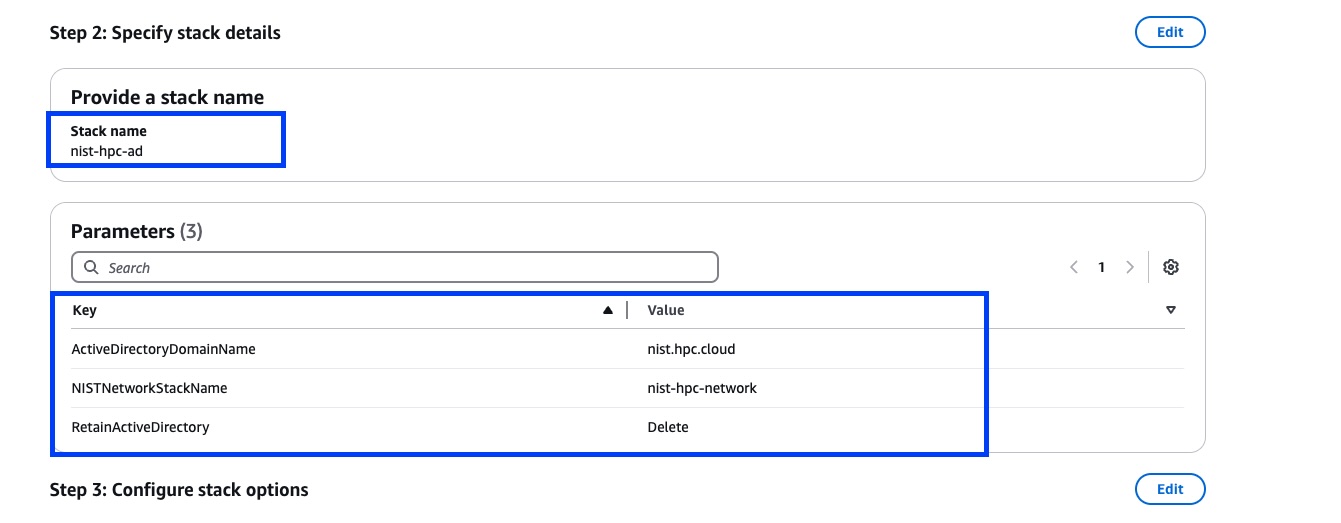 Step 2: Specify stack details
Edit
Provide a stack name
Stack name
nist-hpc-ad
Parameters (3)
Search
1
Key Value
ActiveDirectoryDomainName nist.hpc.cloud
NISTNetworkStackName nist-hpc-network
RetainActiveDirectory Delete
Step 3: Configure stack options
Edit